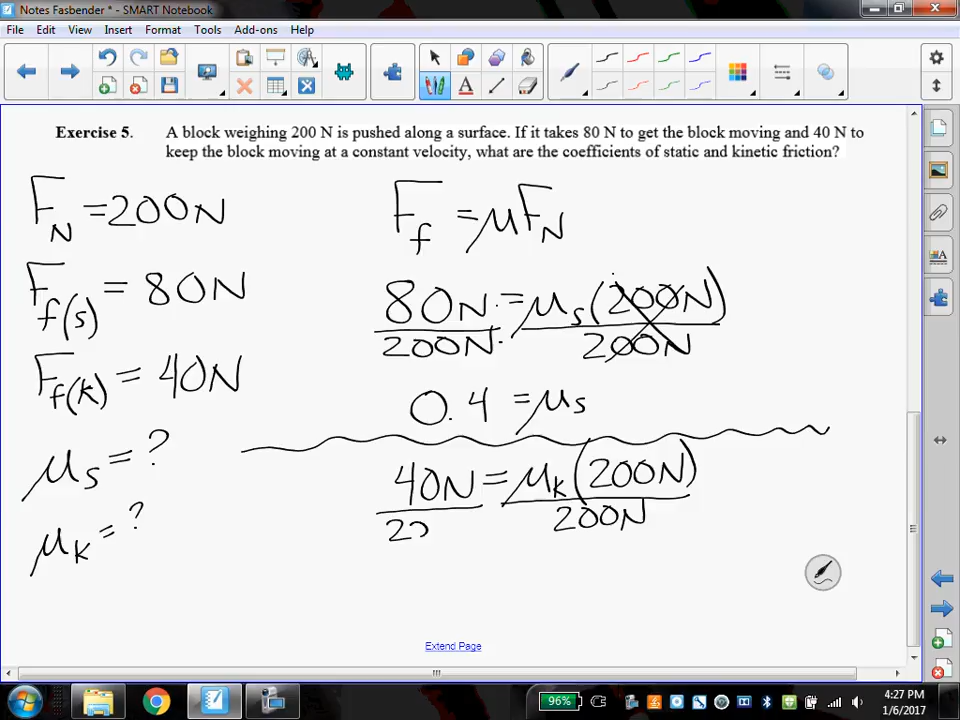 Notes Fasbender * - SMART Notebook
File Edit View Insert Format Tools Add-ons Help
Exercise 5. A block weighing 200 N is pushed along a surface. If it takes 80 N to get the block moving and 40 N to
keep the block moving at a constant velocity, what are the coefficients of static and kinetic friction?
F_N = 200N
F_f(s) = 80N
F_f(k) = 40N
μ_s = ?
μ_k = ?
F_f = μF_N
80N = μ_s(200N)
200N 200N
0.4 = μ_s
40N = μ_k(200N)
20 200N
Extend Page
96%
4:27 PM
1/6/2017